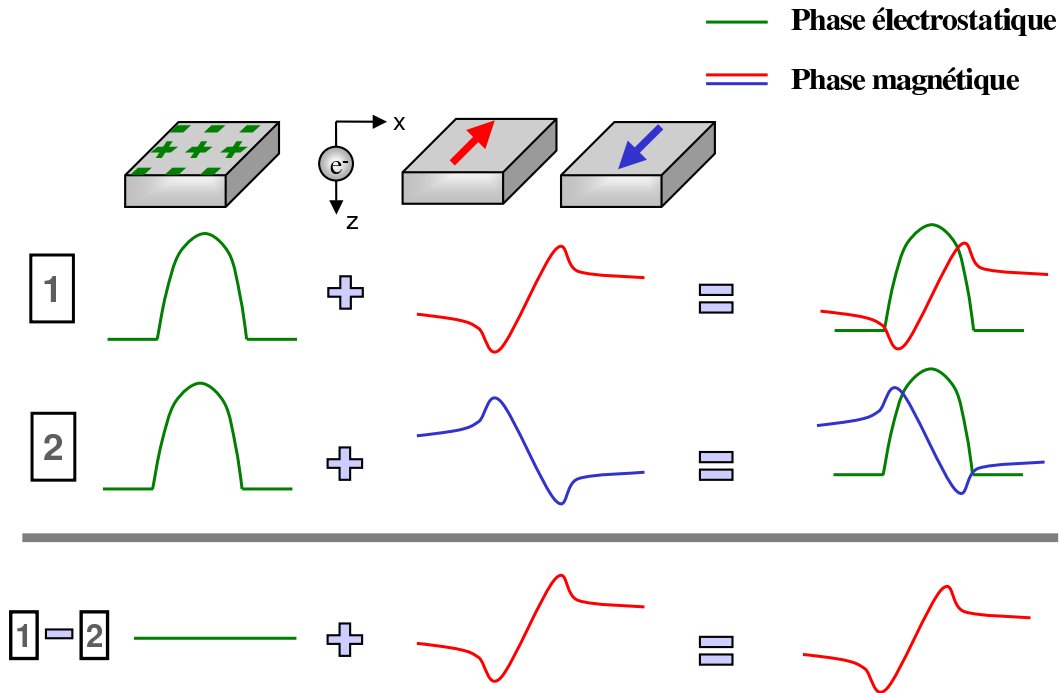 Phase électrostatique
Phase magnétique
x
e-
z
1
2
1 2